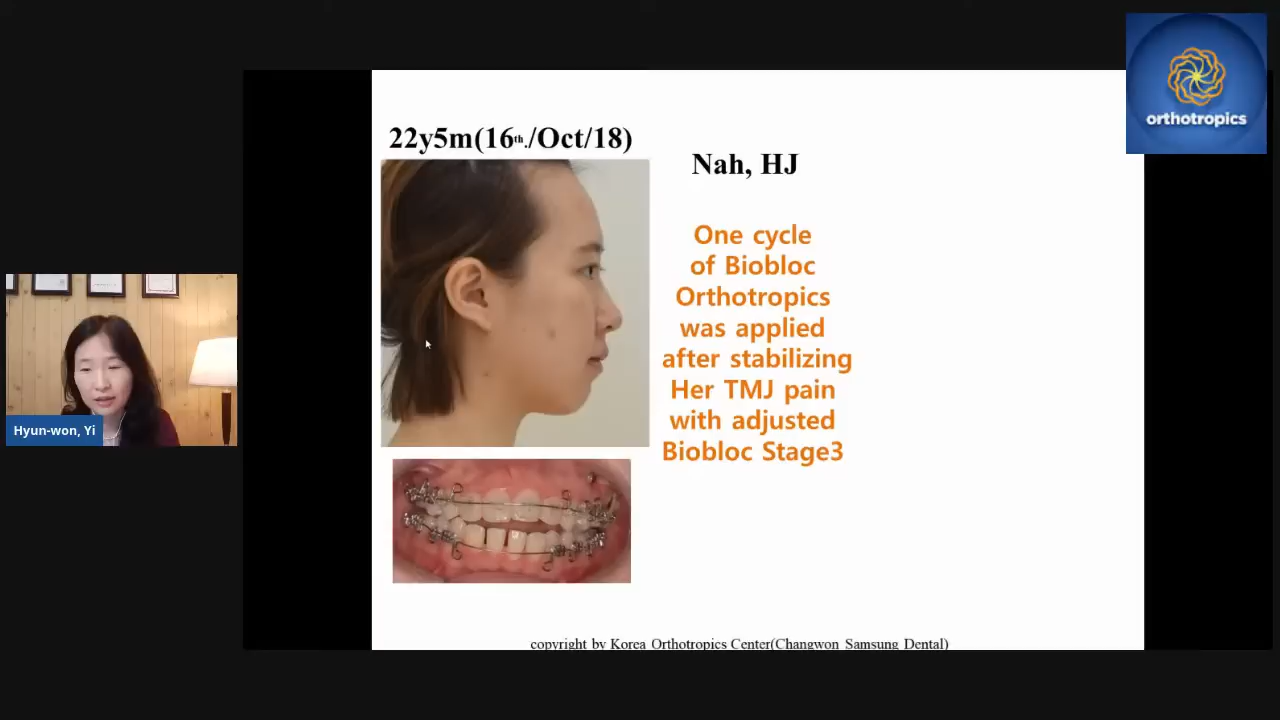 22y5m(16th./Oct/18)
Nah, HJ
One cycle
of Biobloc
Orthotropics
was applied
after stabilizing
Her TMJ pain
with adjusted
Biobloc Stage3
copyright by Korea Orthotropics Center(Changwon Samsung Dental)
Hyun-won, Yi
orthotropics